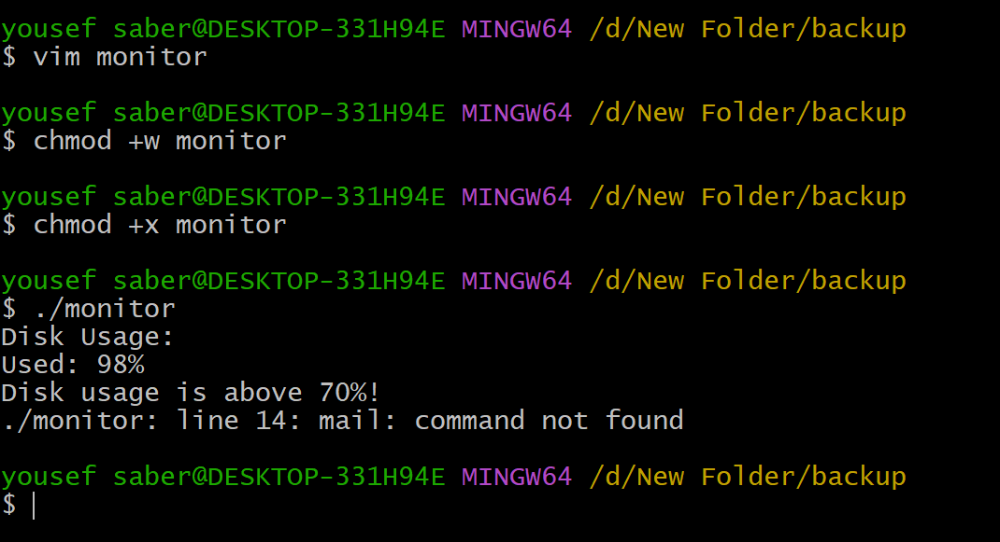 yousef saber@DESKTOP-331H94E MINGW64 /d/New Folder/backup
$ vim monitor
yousef saber@DESKTOP-331H94E MINGW64 /d/New Folder/backup
$ chmod +w monitor
yousef saber@DESKTOP-331H94E MINGW64 /d/New Folder/backup
$ chmod +x monitor
yousef saber@DESKTOP-331H94E MINGW64 /d/New Folder/backup
$ ./monitor
Disk Usage:
Used: 98%
Disk usage is above 70%!
./monitor: line 14: mail: command not found
yousef saber@DESKTOP-331H94E MINGW64 /d/New Folder/backup
$